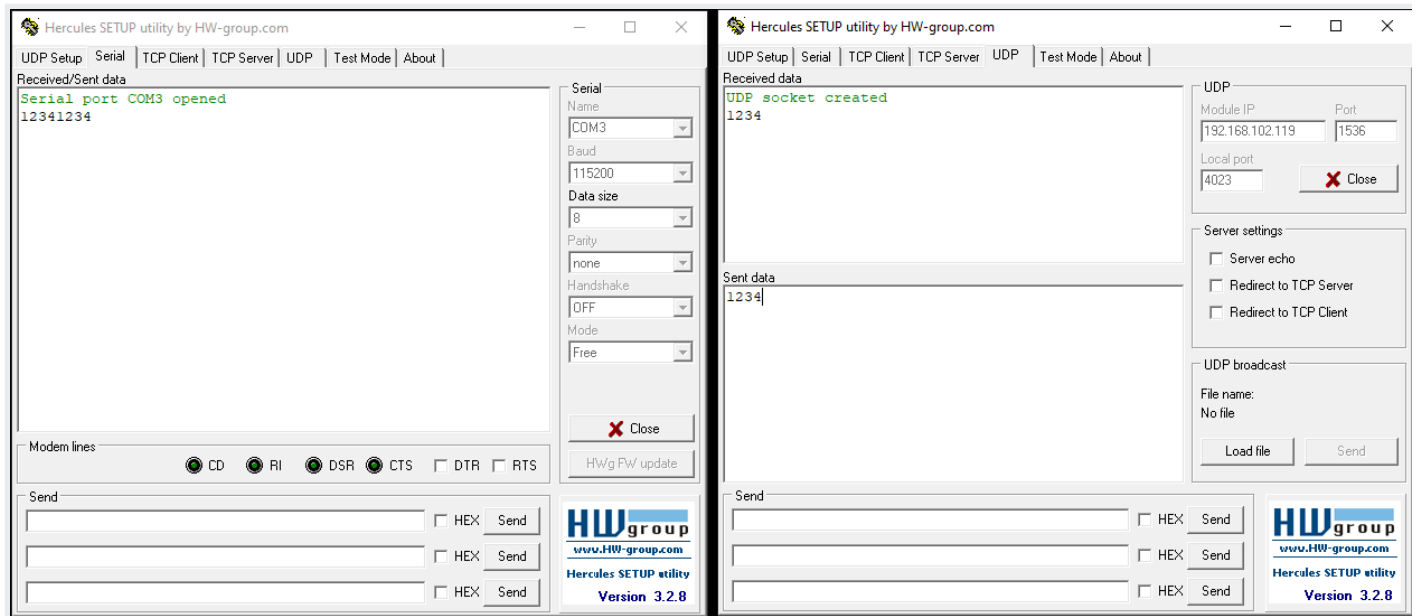 Hercules SETUP utility by HW-group.com
UDP Setup Serial TCP Client TCP Server UDP Test Mode About
Received/Sent data
Serial port COM3 opened
12341234
Serial
Name
COM3
Baud
115200
Data size
8
Parity
none
Handshake
OFF
Mode
Free
Close
HWg FW update
Modem lines
CD RI DSR CTS DTR RTS
Send
HEX Send
HEX Send
HEX Send
HW group
www.HW-group.com
Hercules SETUP utility
Version 3.2.8
Hercules SETUP utility by HW-group.com
UDP Setup Serial TCP Client TCP Server UDP Test Mode About
Received data
UDP socket created
1234
Sent data
1234
UDP
Module IP Port
192.168.102.119 1536
Local port
4023 Close
Server settings
Server echo
Redirect to TCP Server
Redirect to TCP Client
UDP broadcast
File name:
No file
Load file Send
Send
HEX Send
HEX Send
HEX Send
HW group
www.HW-group.com
Hercules SETUP utility
Version 3.2.8